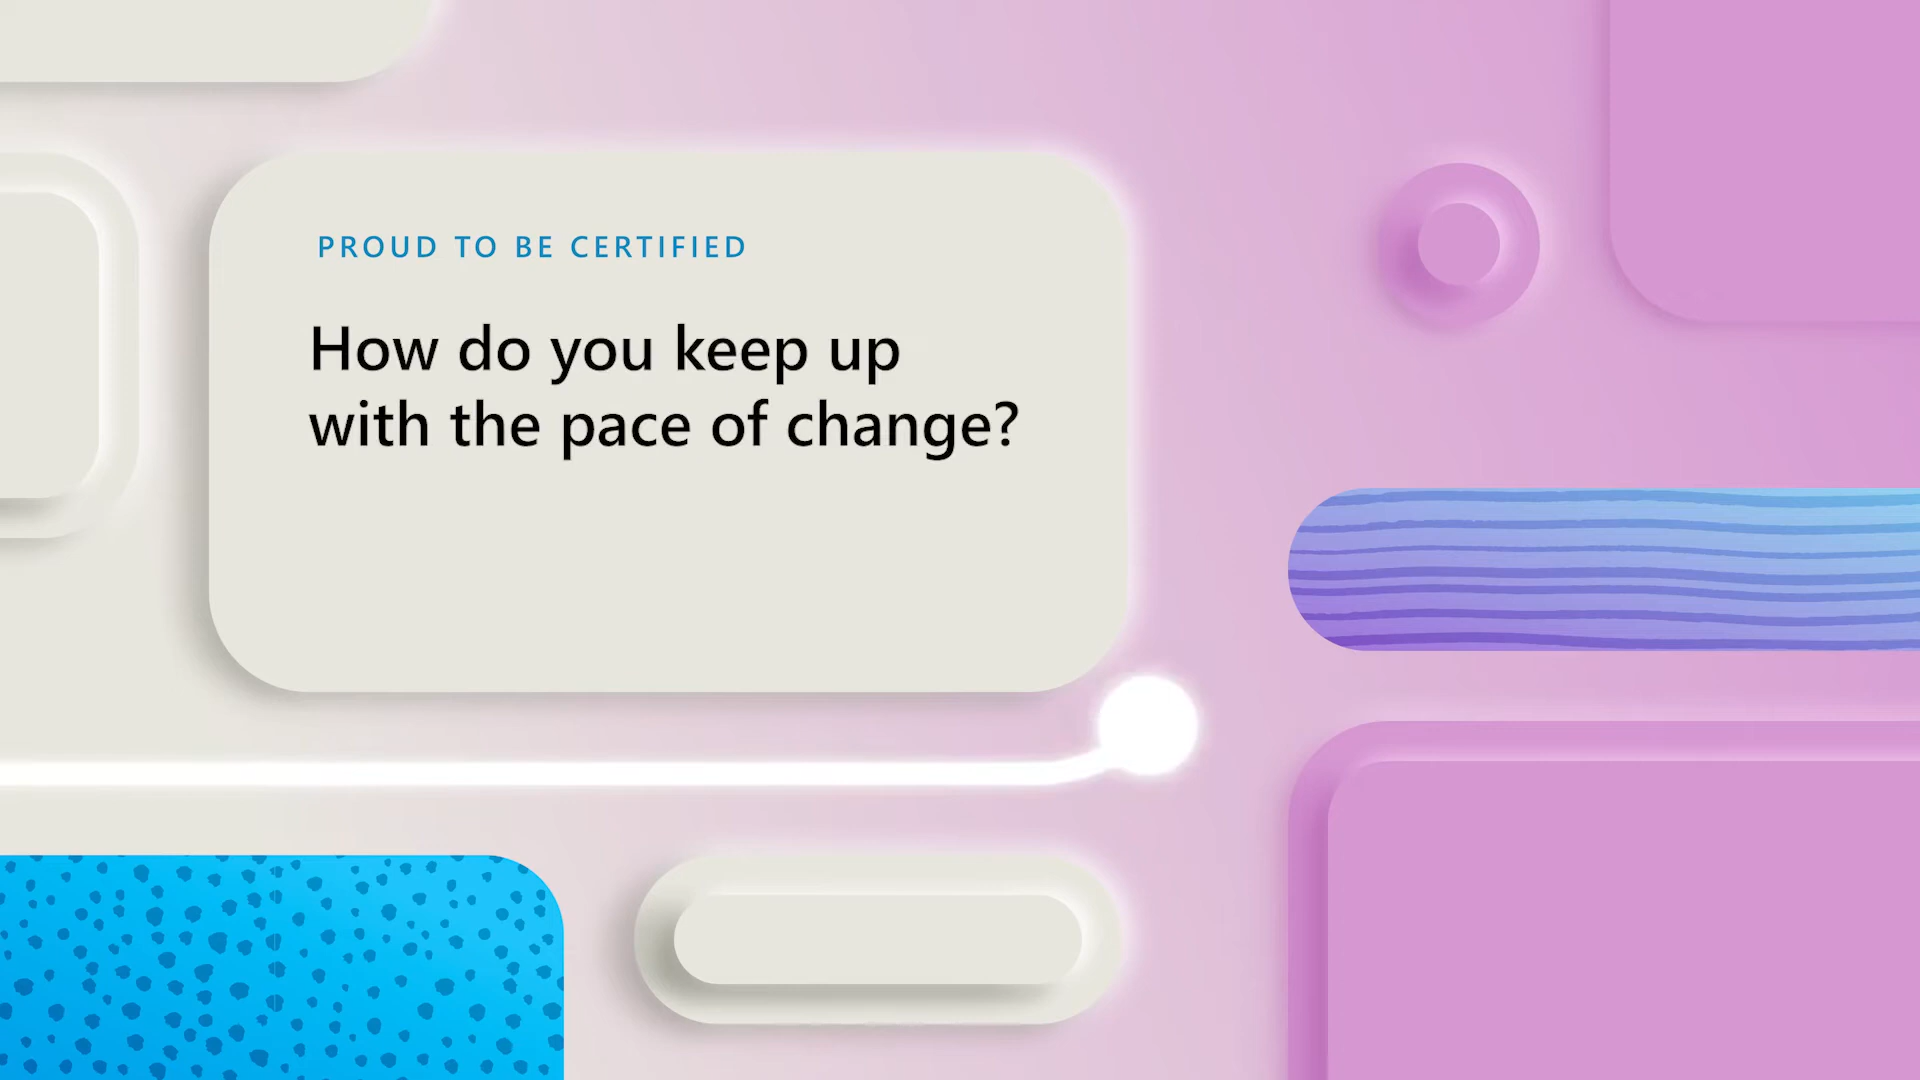 PROUD TO BE CERTIFIED
How do you keep up
with the pace of change?